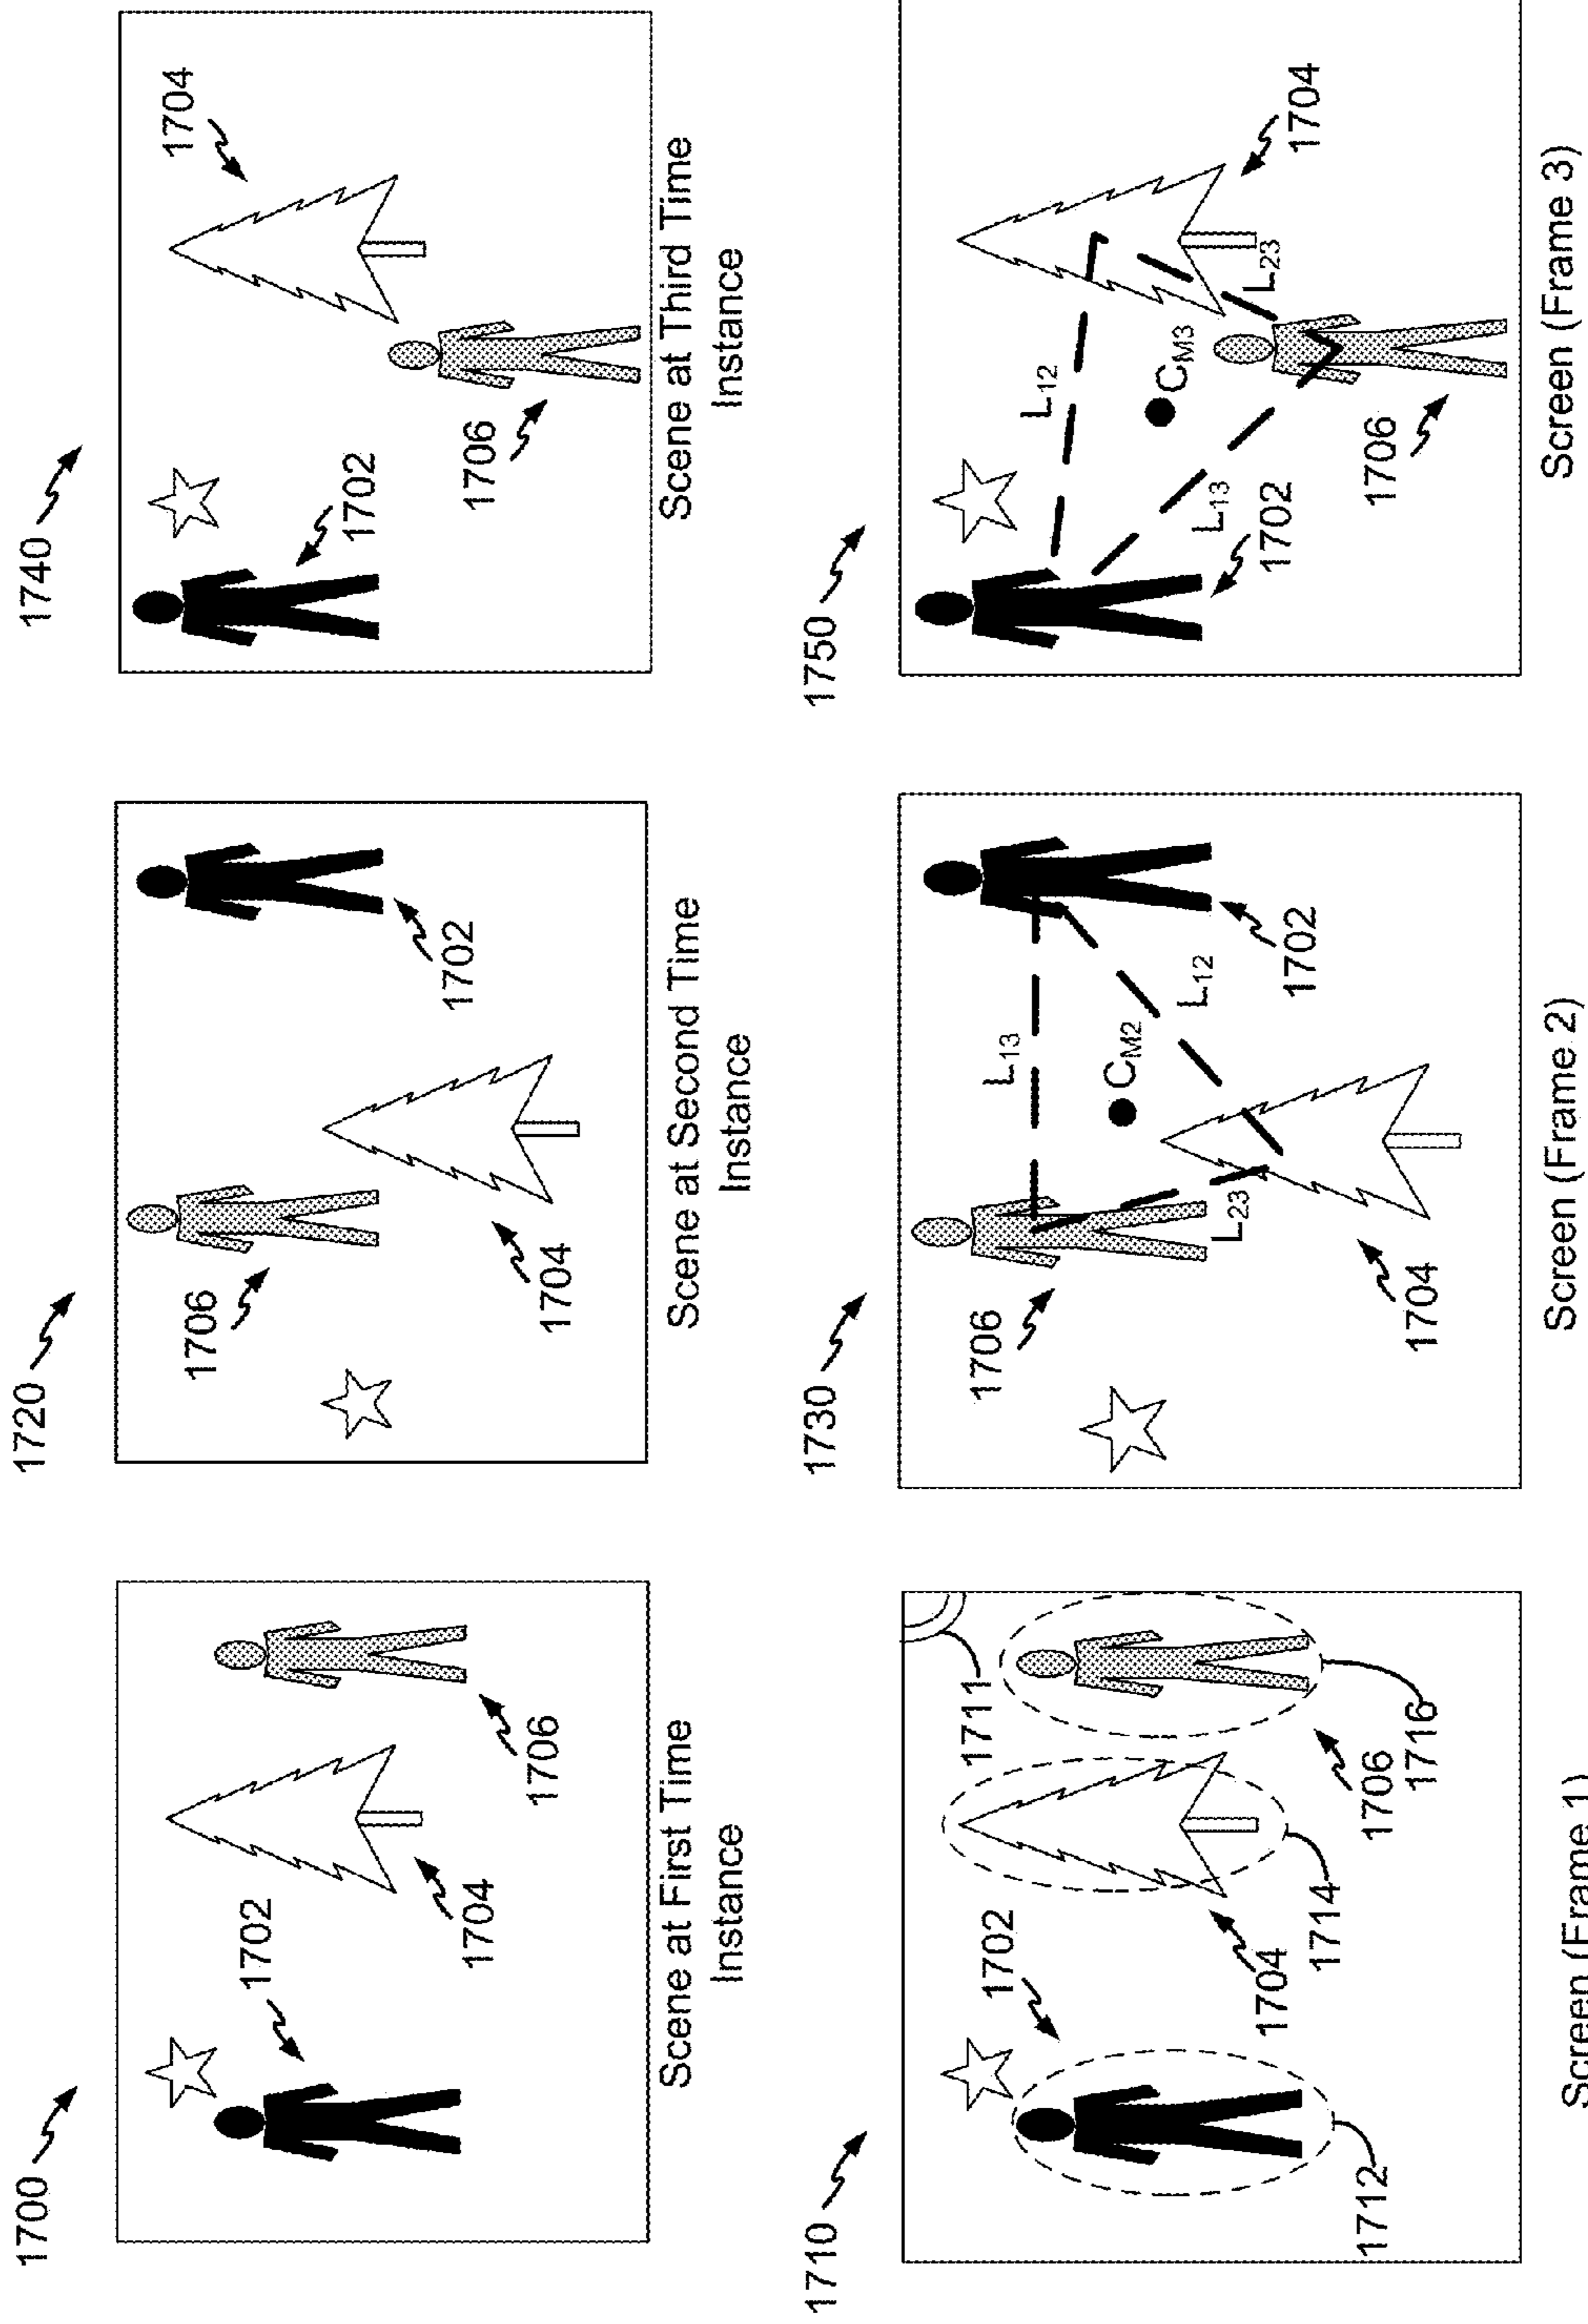 1700
1702
1704
1706
Scene at First Time
Instance
1720
1706
1704
1702
Scene at Second Time
Instance
1740
1702
1706
1704
Scene at Third Time
Instance
1710
1702
1711
1712
1704
1714
1706
1716
Screen (Frame 1)
1730
1706
L13
CM2
L12
L23
1702
1704
Screen (Frame 2)
1750
L12
CM3
L13
L23
1702
1706
1704
Screen (Frame 3)